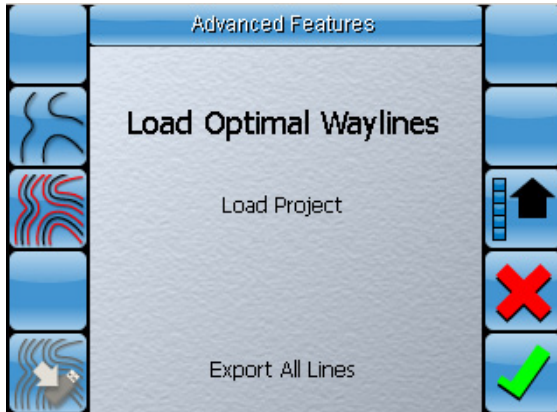 Advanced Features
Load Optimal Waylines
Load Project
Export All Lines